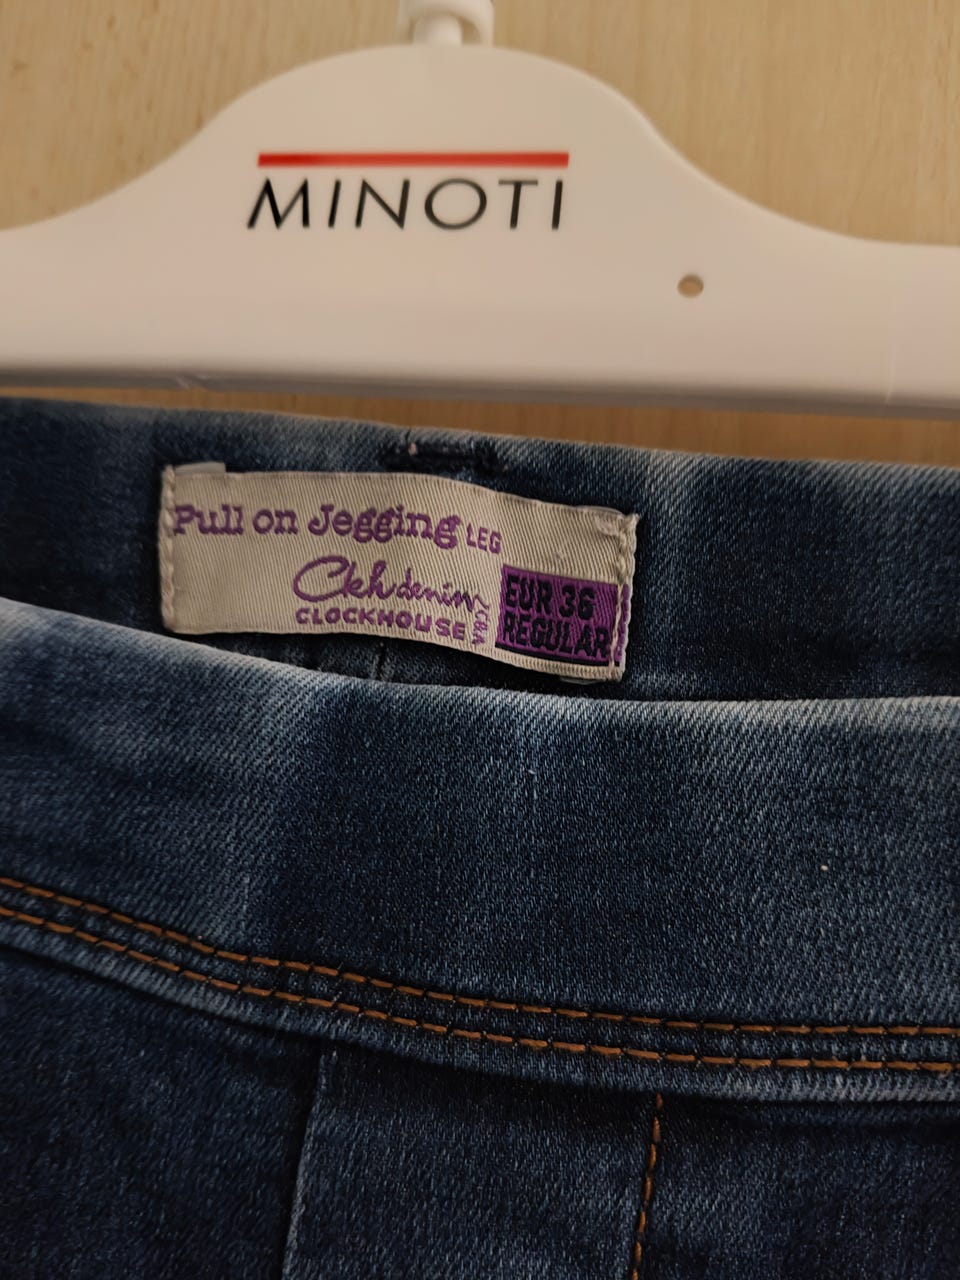 MINOTI
Pull on Jegging LEG
Ckh denim
CLOCKHOUSE
C&A
EUR 36
REGULAR